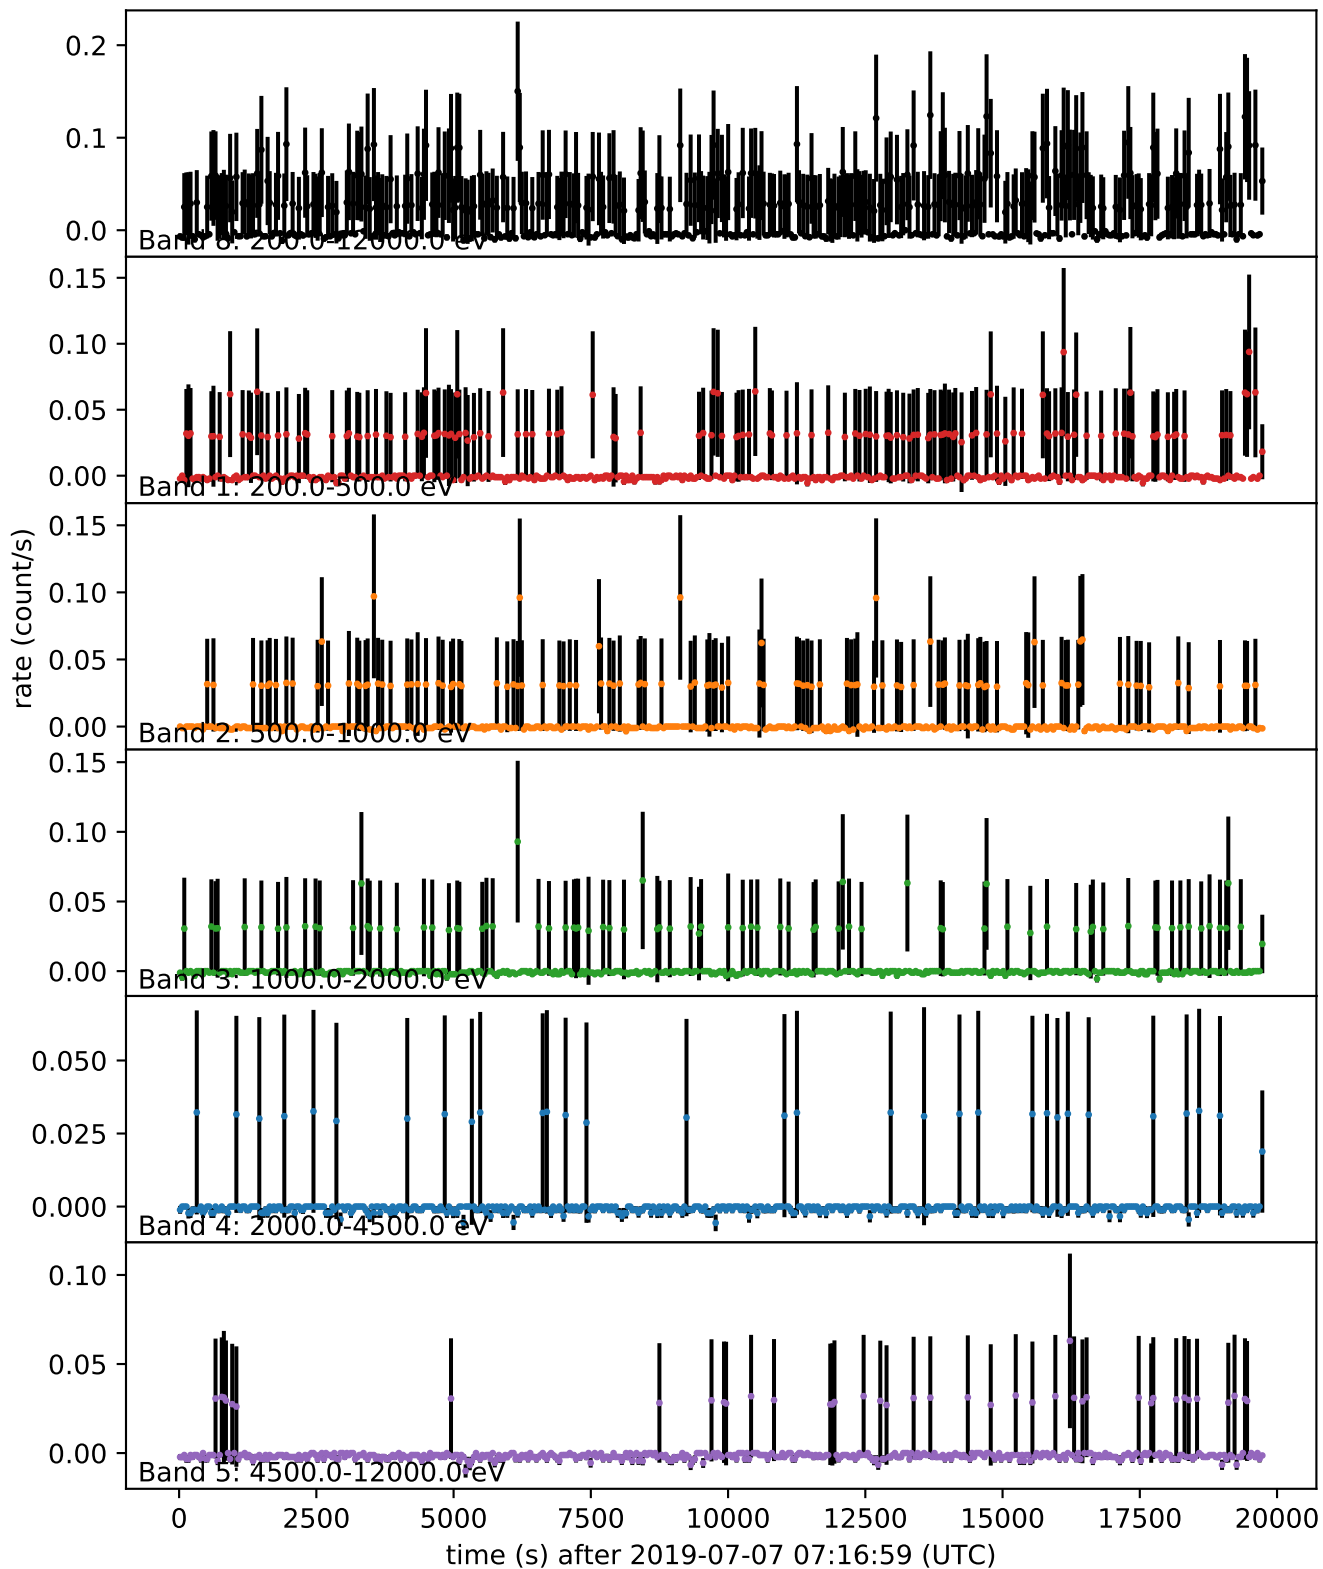 0.2
0.1
0.0
Band 8: 200.0-12000.0 eV
0.15
0.10
0.05
0.00
Band 1: 200.0-500.0 eV
rate (count/s)
0.15
0.10
0.05
0.00
Band 2: 500.0-1000.0 eV
0.15
0.10
0.05
0.00
Band 3: 1000.0-2000.0 eV
0.050
0.025
0.000
Band 4: 2000.0-4500.0 eV
0.10
0.05
0.00
Band 5: 4500.0-12000.0 eV
0 2500 5000 7500 10000 12500 15000 17500 20000
time (s) after 2019-07-07 07:16:59 (UTC)